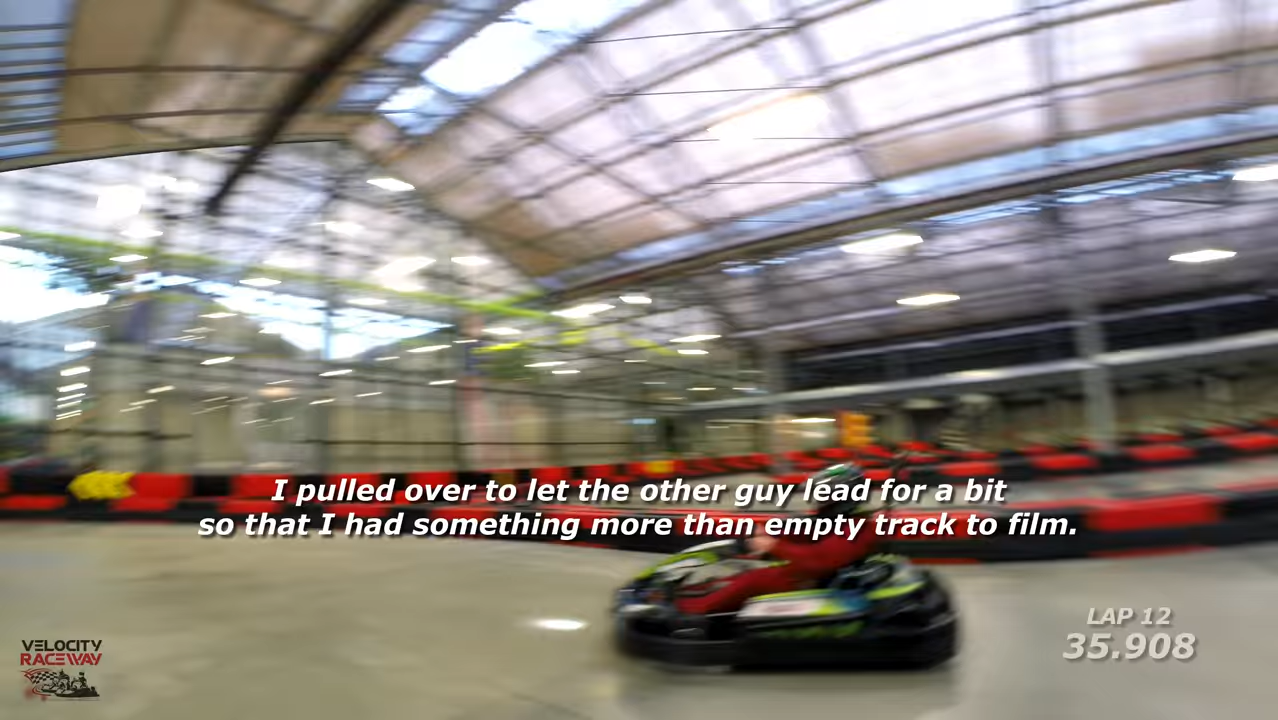 I pulled over to let the other guy lead for a bit
so that I had something more than empty track to film.
LAP 12
35.908
VELOCITY
RACEWAY